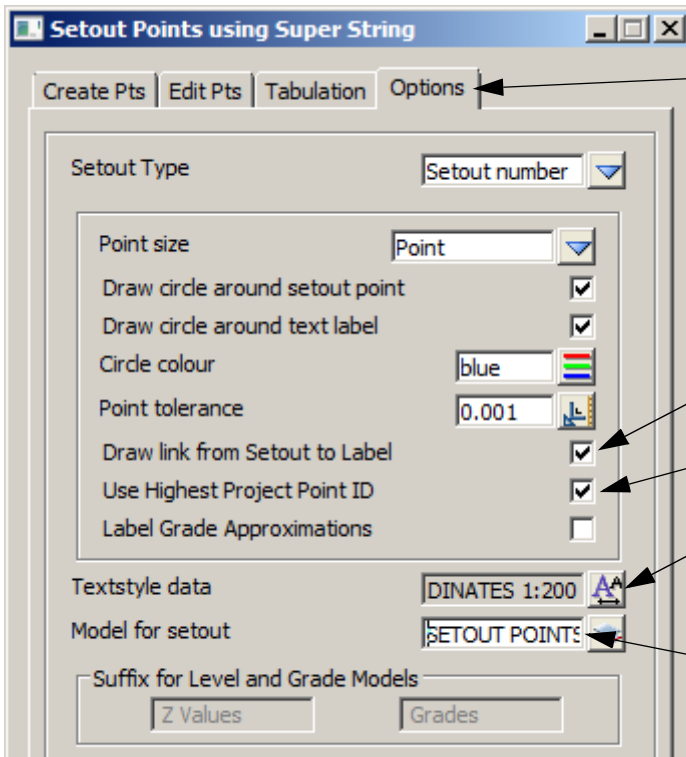 Setout Points using Super String
Create Pts Edit Pts Tabulation Options
Setout Type Setout number
Point size Point
Draw circle around setout point
Draw circle around text label
Circle colour blue
Point tolerance 0.001
Draw link from Setout to Label
Use Highest Project Point ID
Label Grade Approximations
Textstyle data DINATES 1:200
Model for setout SETOUT POINTS
Suffix for Level and Grade Models
Z Values Grades